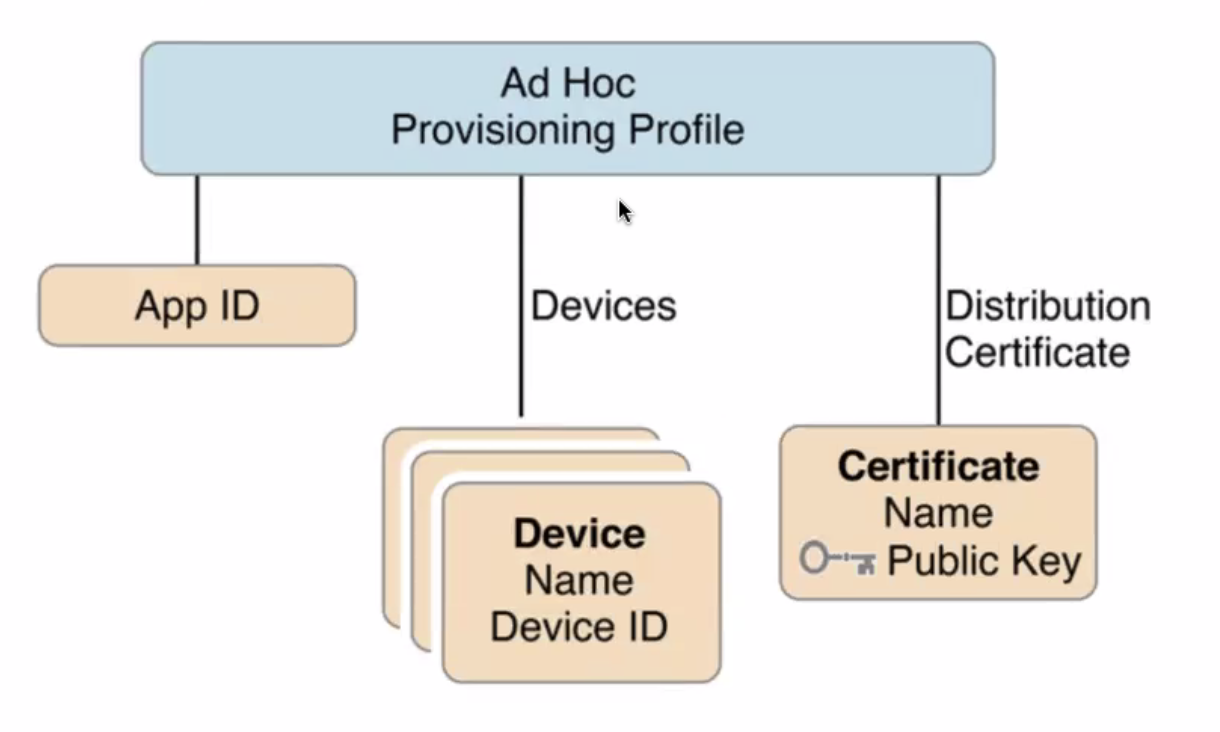 Ad Hoc
Provisioning Profile
App ID
Devices
Distribution
Certificate
Device
Name
Device ID
Certificate
Name
Public Key